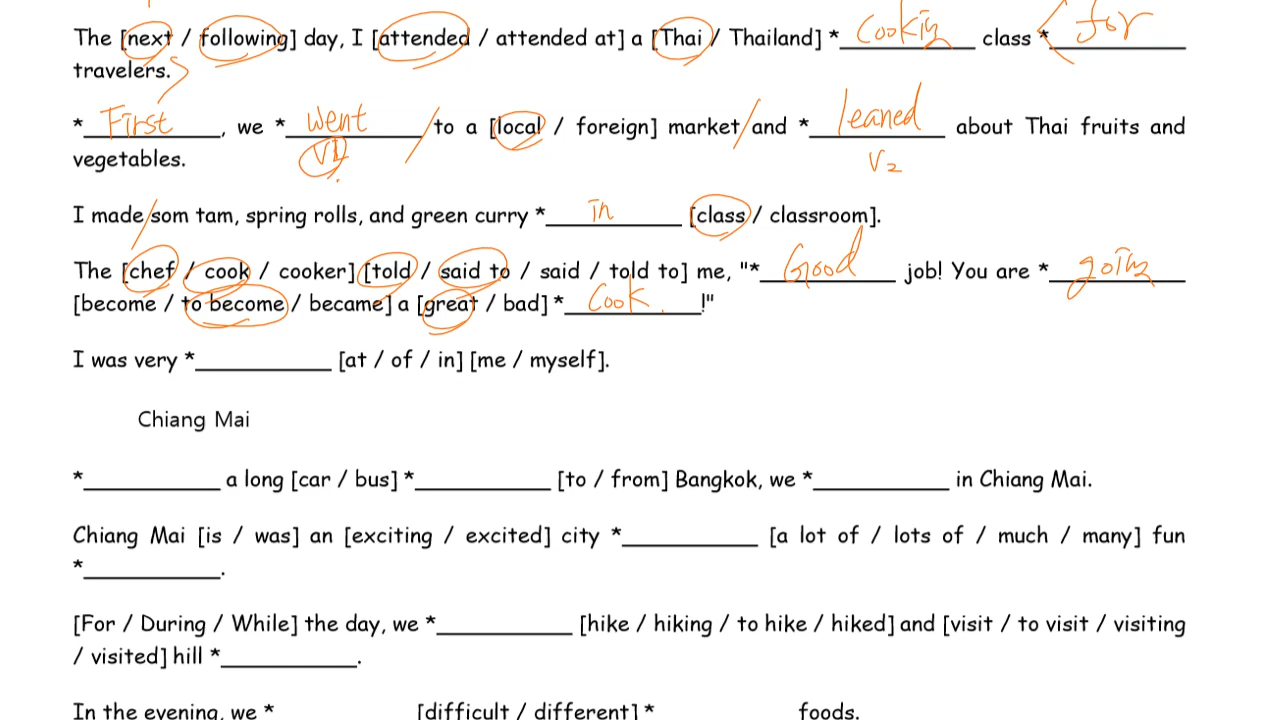 The [next / following] day, I [attended / attended at] a [Thai / Thailand] * Cooking class * for
travelers.
* First, we * went to a [local / foreign] market and * leaned about Thai fruits and
V2
vegetables.
I made som tam, spring rolls, and green curry * in [class / classroom].
The [chef / cook / cooker] [told / said to / said / told to] me, "* Good job! You are * going
[become / to become / became] a [great / bad] * Cook !"
I was very *__________ [at / of / in] [me / myself].
Chiang Mai
*__________ a long [car / bus] *__________ [to / from] Bangkok, we *__________ in Chiang Mai.
Chiang Mai [is / was] an [exciting / excited] city *__________ [a lot of / lots of / much / many] fun
*__________.
[For / During / While] the day, we *__________ [hike / hiking / to hike / hiked] and [visit / to visit / visiting
/ visited] hill *__________.
In the evening, we *__________ [difficult / different] *__________ foods.